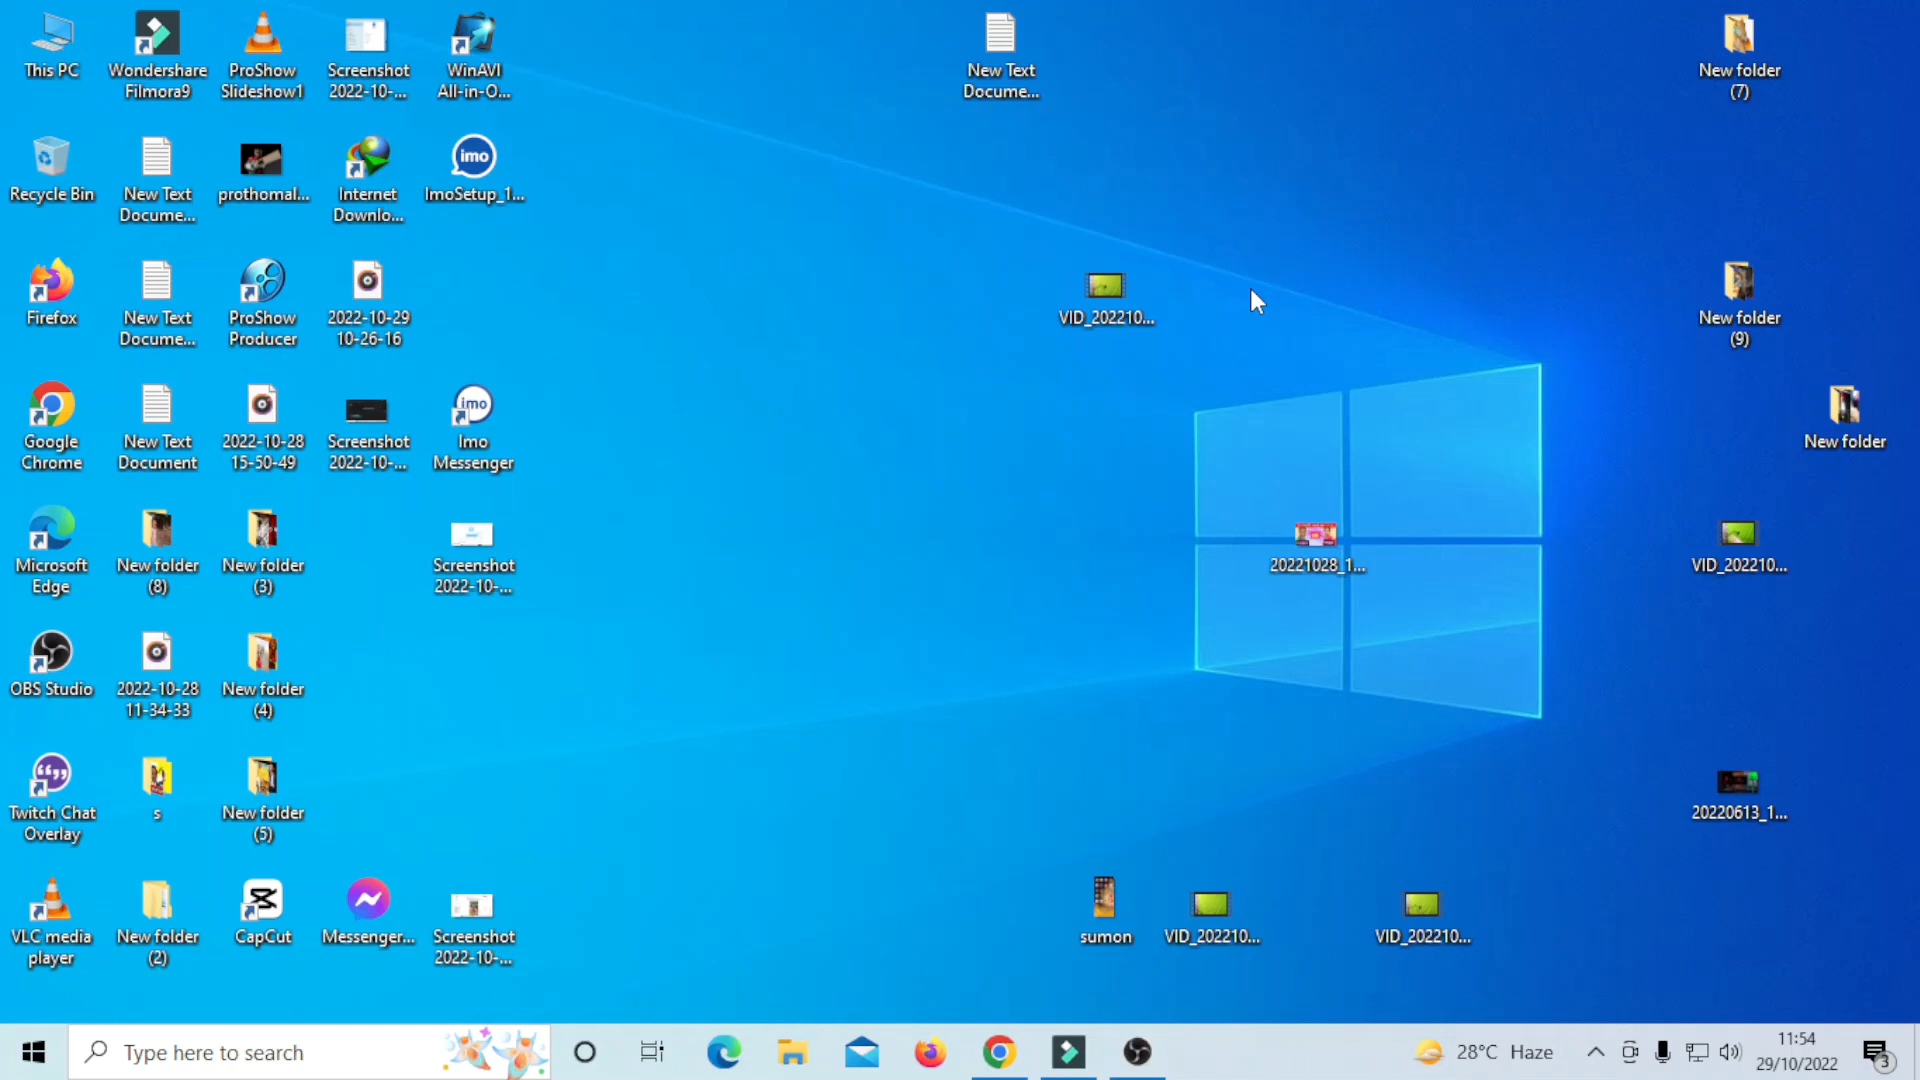 This PC
Wondershare
Filmora9
ProShow
Slideshow1
Screenshot
2022-10-...
WinAVI
All-in-O...
New Text
Docume...
New folder
(7)
Recycle Bin
New Text
Docume...
prothomal...
Internet
Downlo...
imo
ImoSetup_1...
Firefox
New Text
Docume...
ProShow
Producer
2022-10-29
10-26-16
VID_202210...
New folder
(9)
Google
Chrome
New Text
Document
2022-10-28
15-50-49
Screenshot
2022-10-...
imo
Imo
Messenger
New folder
Microsoft
Edge
New folder
(8)
New folder
(3)
Screenshot
2022-10-...
20221028_1...
VID_202210...
OBS Studio
2022-10-28
11-34-33
New folder
(4)
Twitch Chat
Overlay
s
New folder
(5)
20220613_1...
VLC media
player
New folder
(2)
CapCut
Messenger...
Screenshot
2022-10-...
sumon
VID_202210...
VID_202210...
Type here to search
28°C Haze
11:54
29/10/2022
3